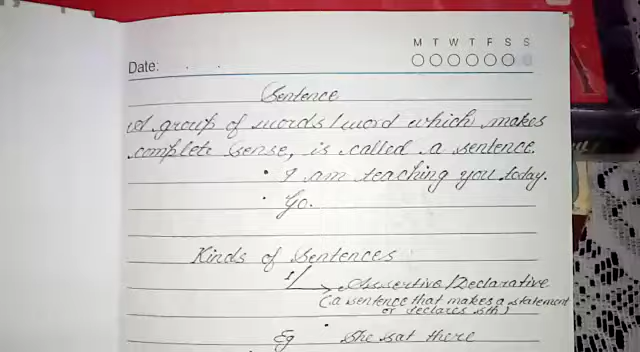 M T W T F S S
Date:
Sentence
A group of words/word which makes
complete sense, is called a sentence.
• I am teaching you today.
• Go.
Kinds of Sentences
1/ → Assertive/Declarative
(a sentence that makes a statement
or declares sth)
Eg She sat there